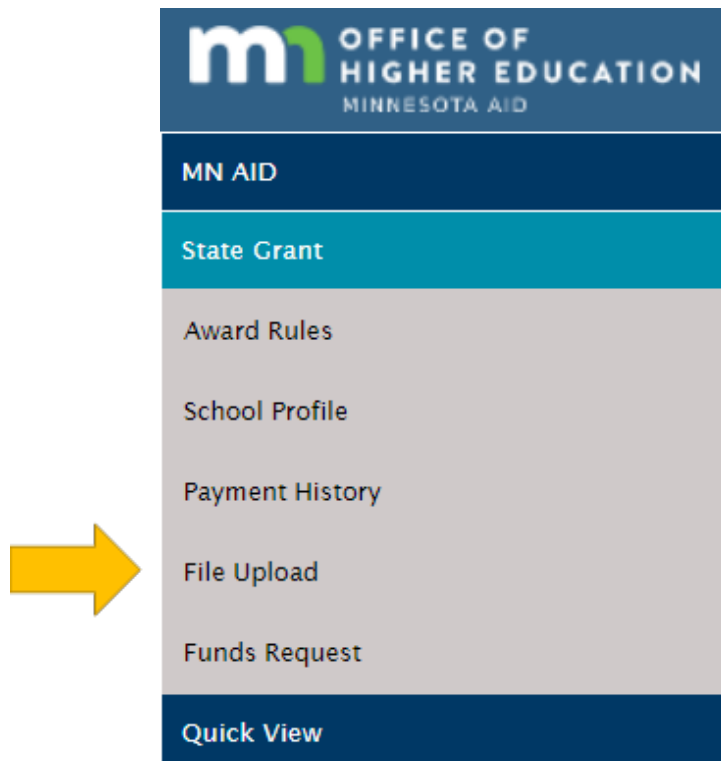 OFFICE OF
HIGHER EDUCATION
MINNESOTA AID
MN AID
State Grant
Award Rules
School Profile
Payment History
File Upload
Funds Request
Quick View